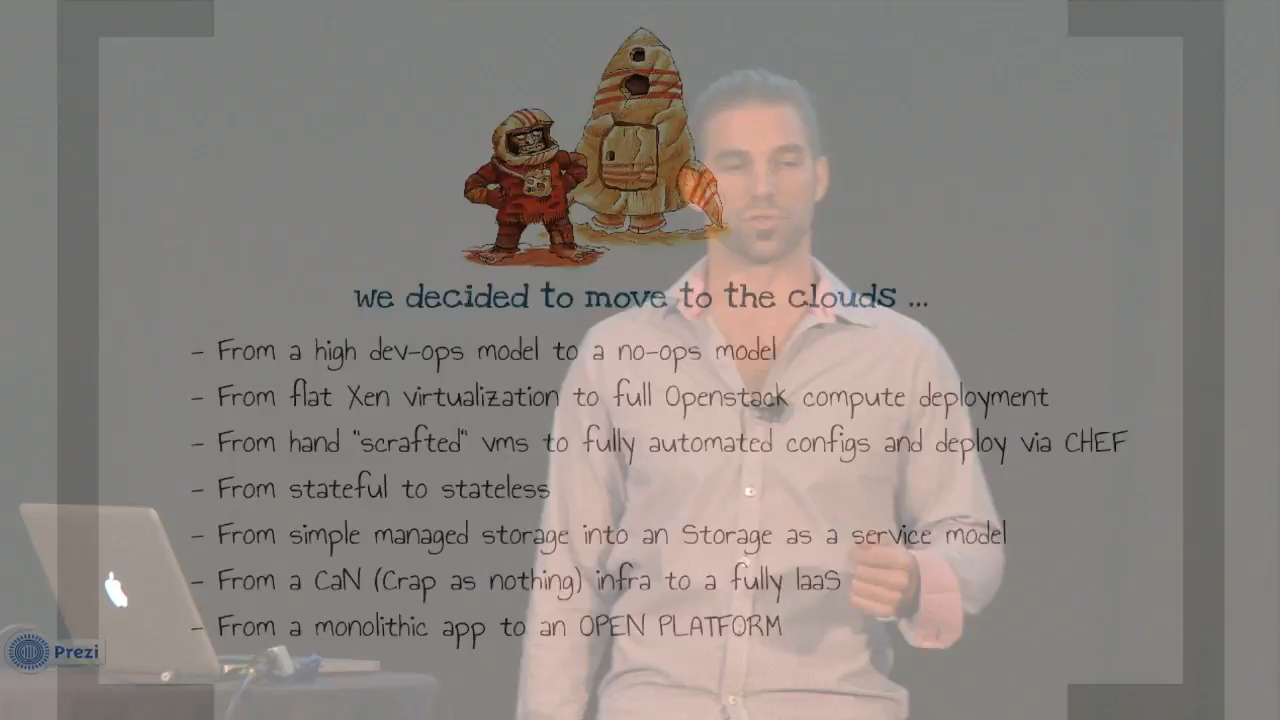 we decided to move to the clouds ...
- From a high dev-ops model to a no-ops model
- From flat Xen virtualization to full Openstack compute deployment
- From hand "scrafted" vms to fully automated configs and deploy via CHEF
- From stateful to stateless
- From simple managed storage into an Storage as a service model
- From a CaN (Crap as nothing) infra to a fully IaaS
- From a monolithic app to an OPEN PLATFORM
Prezi